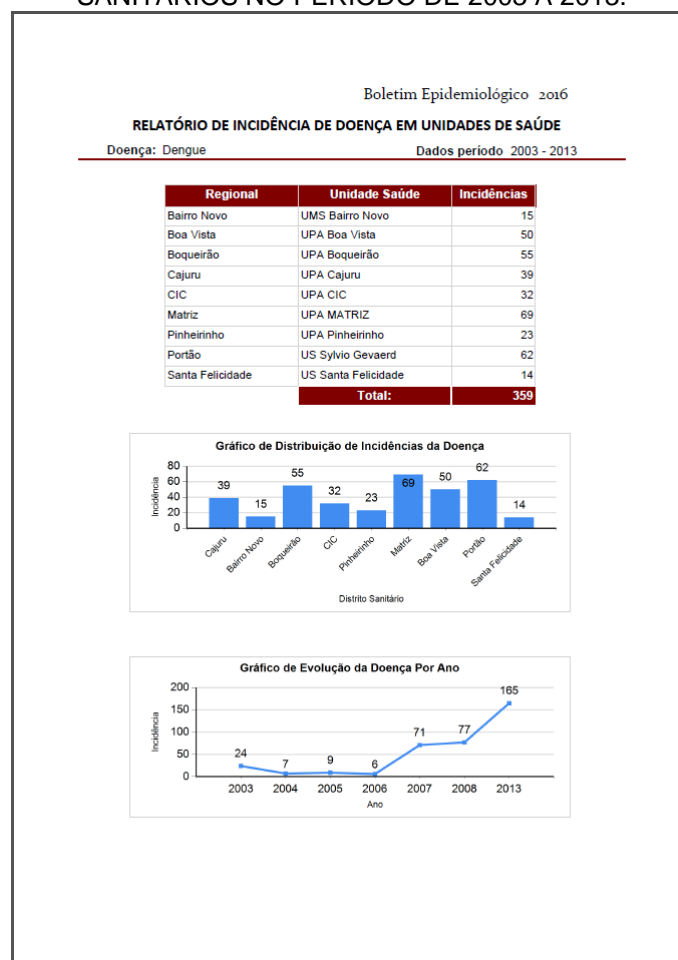 SANITÁRIOS NO PERÍODO DE 2003 A 2013.
Boletim Epidemiológico 2016
RELATÓRIO DE INCIDÊNCIA DE DOENÇA EM UNIDADES DE SAÚDE
Doença: Dengue Dados período 2003 - 2013
Regional Unidade Saúde Incidências
Bairro Novo UMS Bairro Novo 15
Boa Vista UPA Boa Vista 50
Boqueirão UPA Boqueirão 55
Cajuru UPA Cajuru 39
CIC UPA CIC 32
Matriz UPA MATRIZ 69
Pinheirinho UPA Pinheirinho 23
Portão US Sylvio Gevaerd 62
Santa Felicidade US Santa Felicidade 14
Total: 359
Gráfico de Distribuição de Incidências da Doença
Incidência
80
60
40
20
0
39 15 55 32 23 69 50 62 14
Cajuru Bairro Novo Boqueirão CIC Pinheirinho Matriz Boa Vista Portão Santa Felicidade
Distrito Sanitário
Gráfico de Evolução da Doença Por Ano
Incidência
200
150
100
50
0
24 7 9 6 71 77 165
2003 2004 2005 2006 2007 2008 2013
Ano